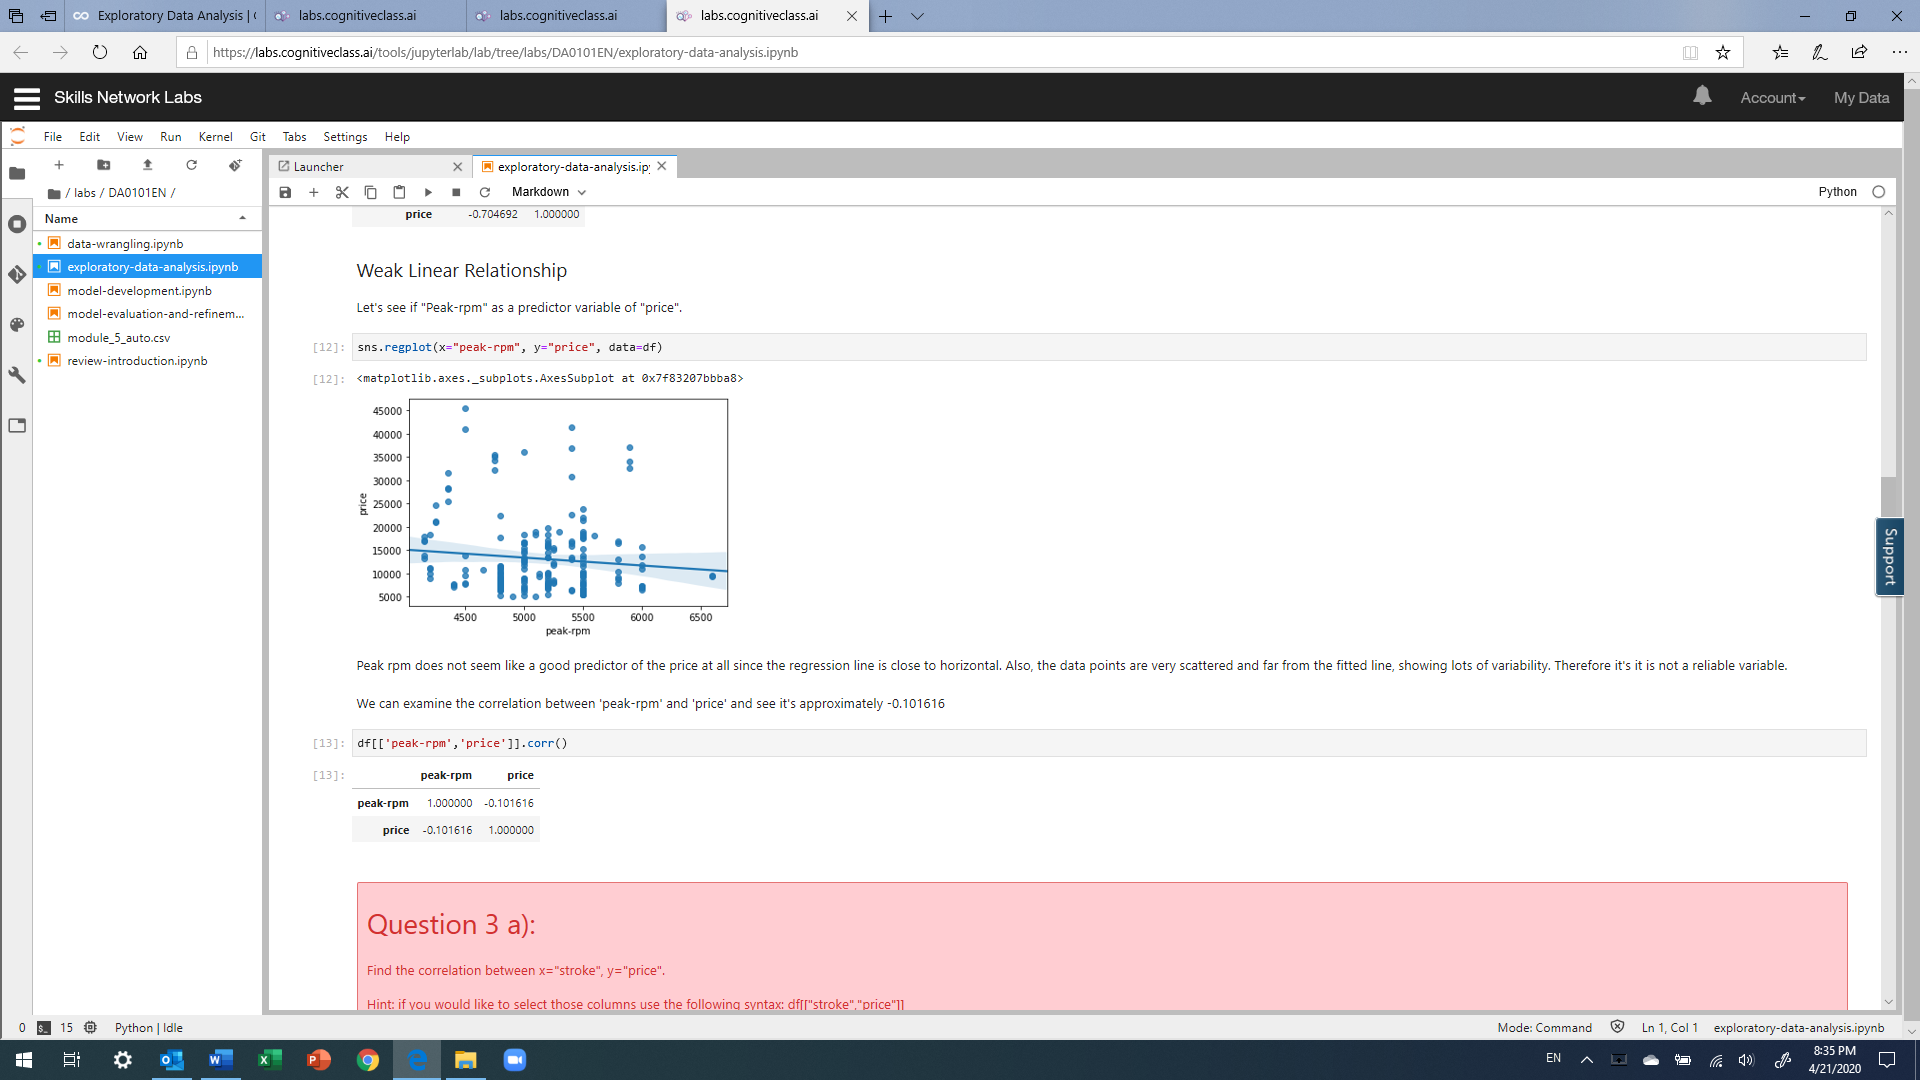 Exploratory Data Analysis | (
labs.cognitiveclass.ai
labs.cognitiveclass.ai
labs.cognitiveclass.ai
https://labs.cognitiveclass.ai/tools/jupyterlab/lab/tree/labs/DA0101EN/exploratory-data-analysis.ipynb
Skills Network Labs
Account
My Data
File Edit View Run Kernel Git Tabs Settings Help
Launcher
exploratory-data-analysis.ip
/ labs / DA0101EN /
Markdown
Python
Name
data-wrangling.ipynb
exploratory-data-analysis.ipynb
model-development.ipynb
model-evaluation-and-refinem...
module_5_auto.csv
review-introduction.ipynb
price -0.704692 1.000000
Weak Linear Relationship
Let's see if "Peak-rpm" as a predictor variable of "price".
[12]: sns.regplot(x="peak-rpm", y="price", data=df)
[12]: <matplotlib.axes._subplots.AxesSubplot at 0x7f83207bbba8>
45000
40000
35000
30000
25000
20000
15000
10000
5000
price
4500 5000 5500 6000 6500
peak-rpm
Peak rpm does not seem like a good predictor of the price at all since the regression line is close to horizontal. Also, the data points are very scattered and far from the fitted line, showing lots of variability. Therefore it's it is not a reliable variable.
We can examine the correlation between 'peak-rpm' and 'price' and see it's approximately -0.101616
[13]: df[['peak-rpm','price']].corr()
[13]:
peak-rpm price
peak-rpm 1.000000 -0.101616
price -0.101616 1.000000
Question 3 a):
Find the correlation between x="stroke", y="price".
Hint: if you would like to select those columns use the following syntax: df[["stroke","price"]]
Support
0 15 Python | Idle
Mode: Command
Ln 1, Col 1
exploratory-data-analysis.ipynb
EN
8:35 PM
4/21/2020